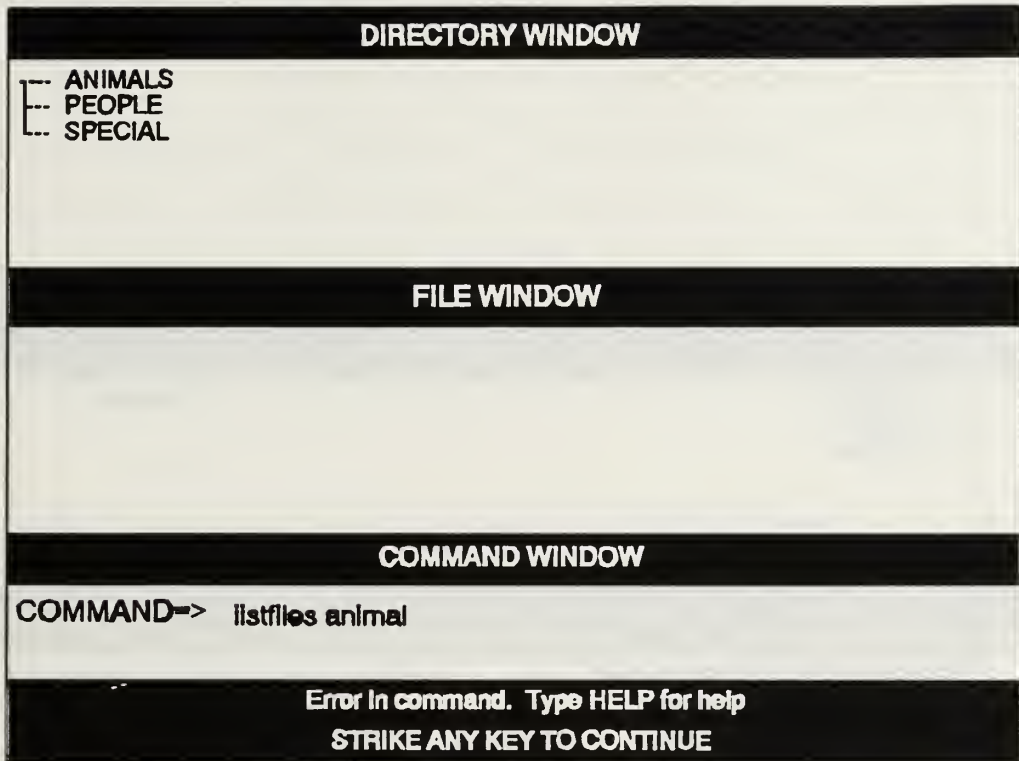 DIRECTORY WINDOW
ANIMALS
PEOPLE
SPECIAL
FILE WINDOW
COMMAND WINDOW
COMMAND=> listfiles animal
Error in command. Type HELP for help
STRIKE ANY KEY TO CONTINUE